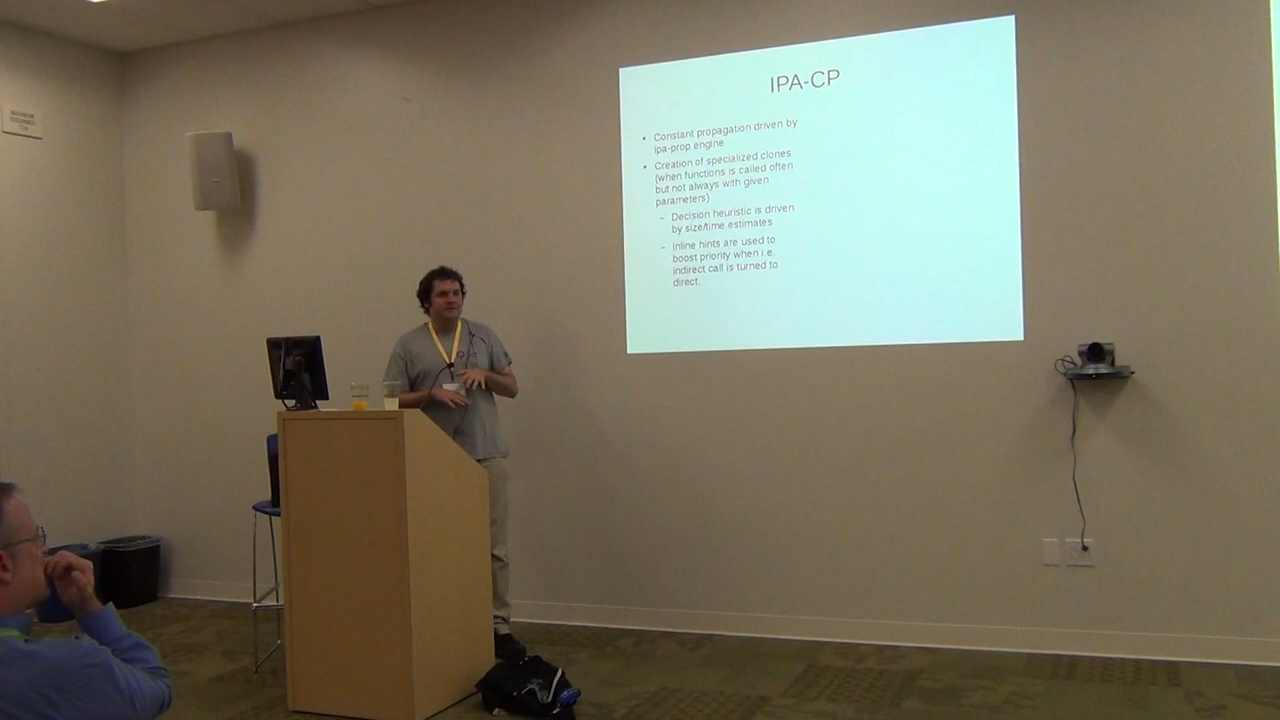 MAXIMUM
OCCUPANCY
IPA-CP
• Constant propagation driven by
ipa-prop engine
• Creation of specialized clones
(when functions is called often
but not always with given
parameters)
– Decision heuristic is driven
by size/time estimates
– Inline hints are used to
boost priority when i.e.
indirect call is turned to
direct.